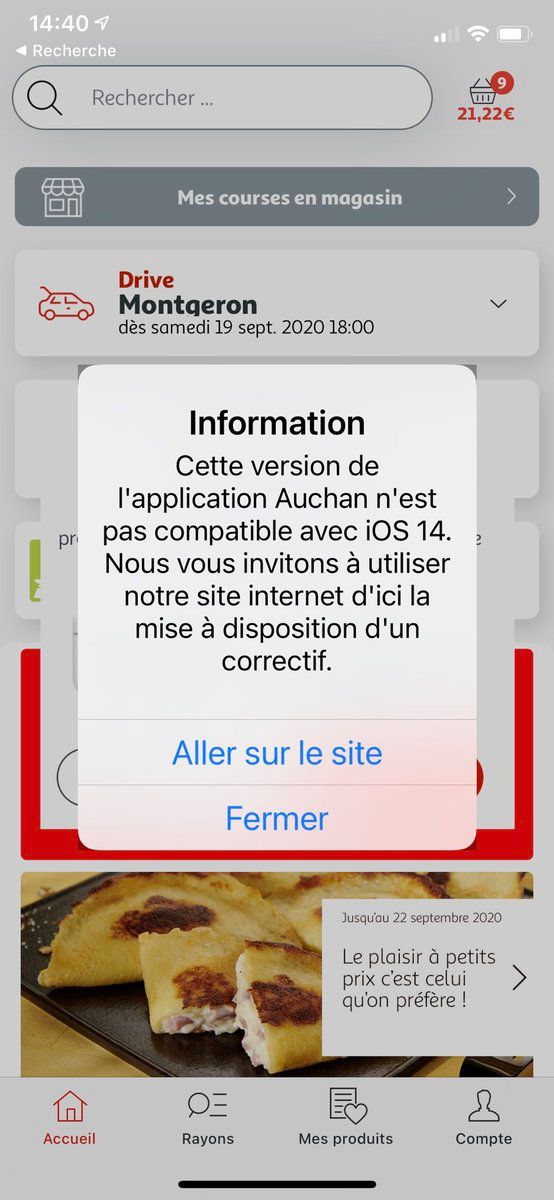 14:40
Recherche
Rechercher ...
9
21,22€
Mes courses en magasin
Drive
Montgeron
dès samedi 19 sept. 2020 18:00
Information
Cette version de
l'application Auchan n'est
pas compatible avec iOS 14.
Nous vous invitons à utiliser
notre site internet d'ici la
mise à disposition d'un
correctif.
Aller sur le site
Fermer
Jusqu'au 22 septembre 2020
Le plaisir à petits
prix c'est celui
qu'on préfère !
Accueil
Rayons
Mes produits
Compte